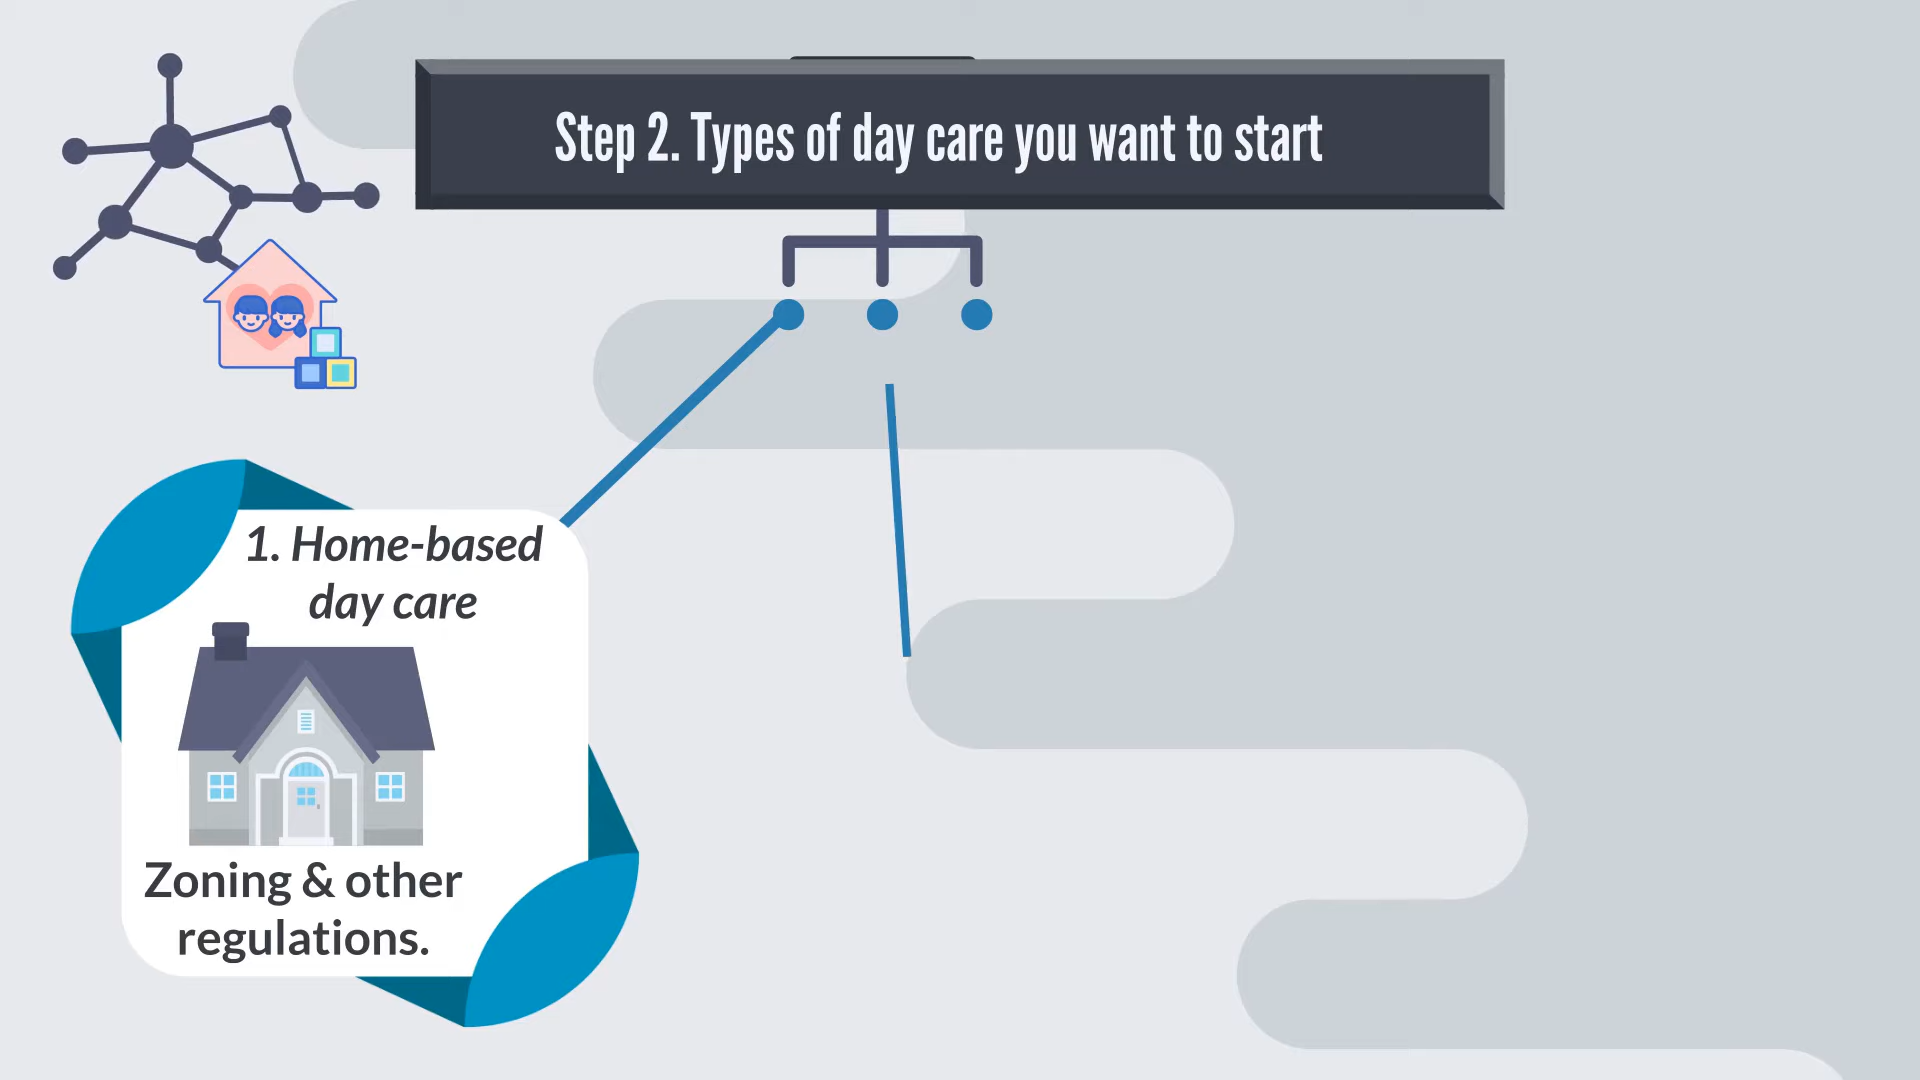 Step 2. Types of day care you want to start
1. Home-based
day care
Zoning & other
regulations.